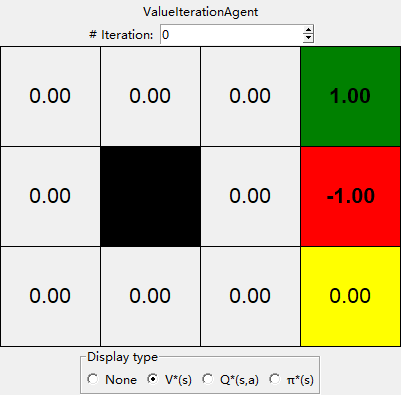 ValueIterationAgent
# Iteration: 0
0.00 0.00 0.00 1.00
0.00 0.00 -1.00
0.00 0.00 0.00 0.00
Display type
None V*(s) Q*(s,a) π*(s)